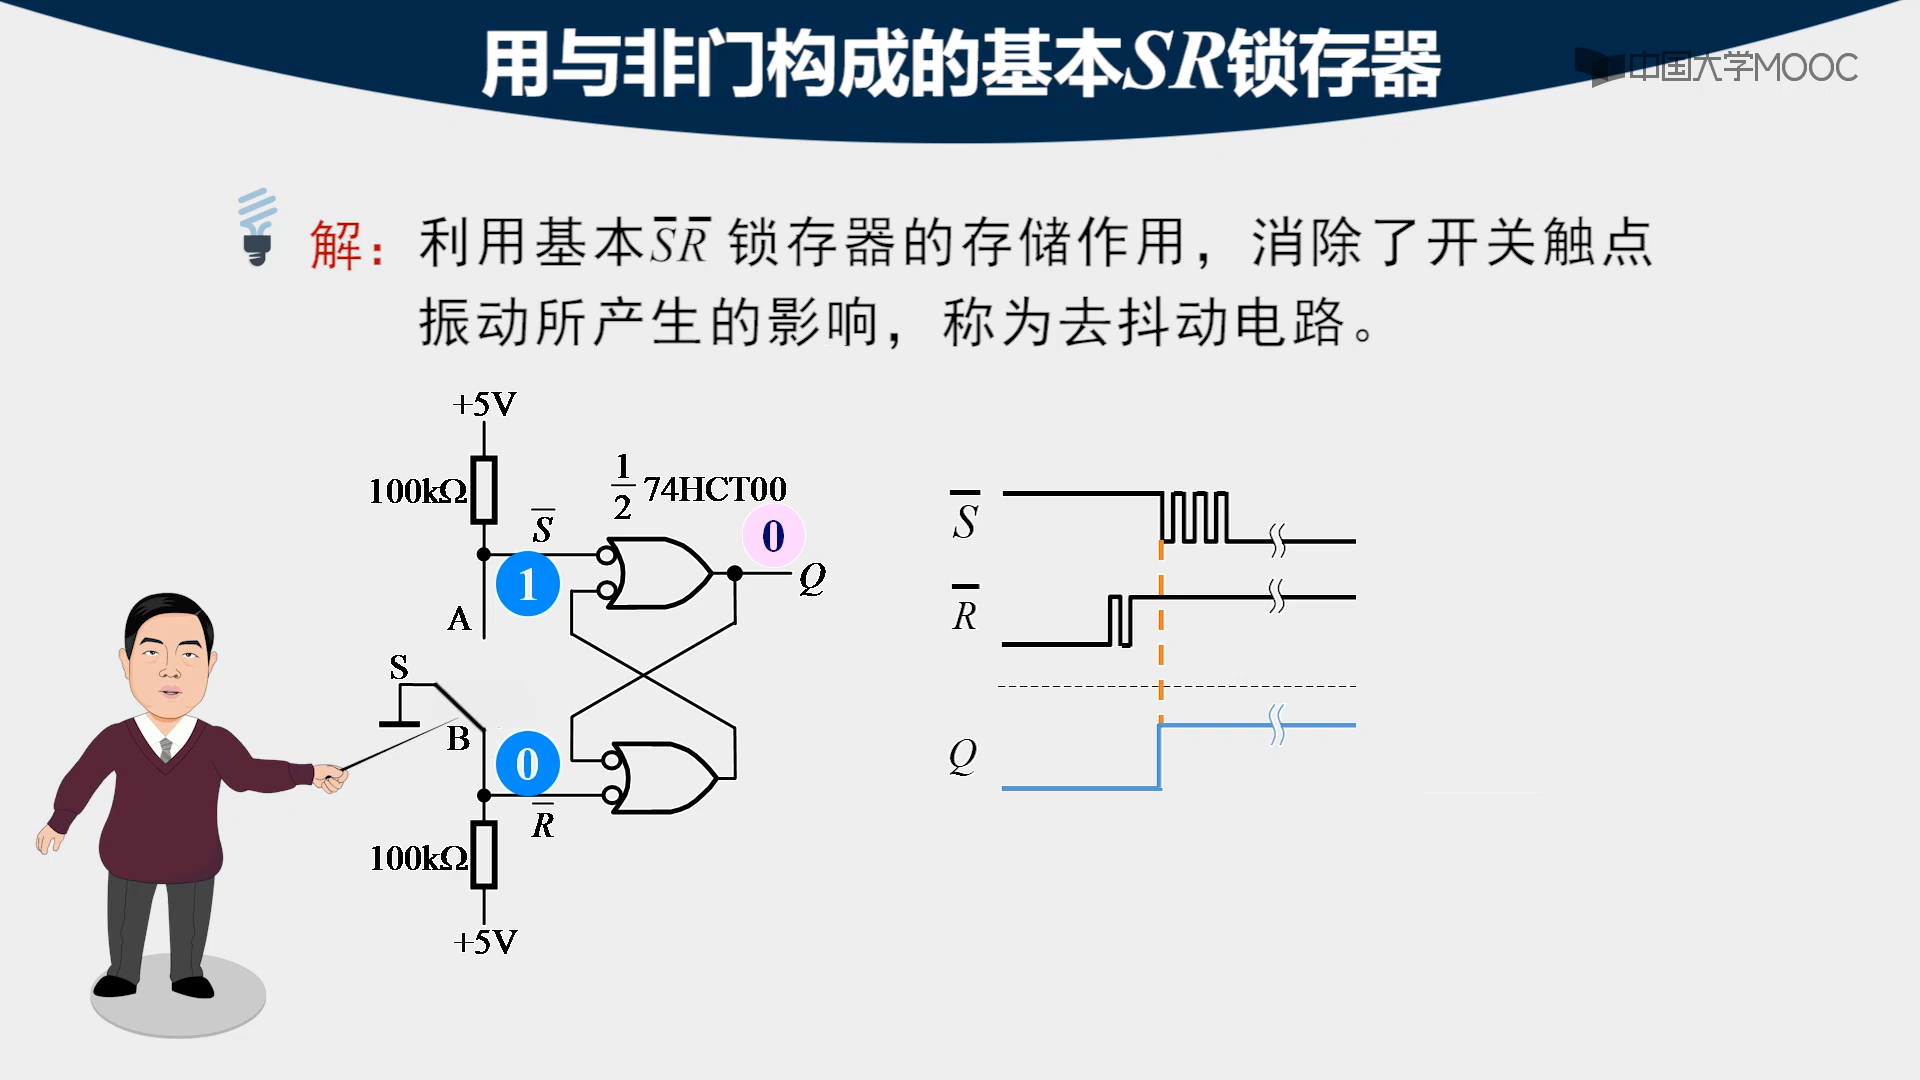 用与非门构成的基本SR锁存器
中国大学MOOC
解：利用基本S̅R̅ 锁存器的存储作用，消除了开关触点
振动所产生的影响，称为去抖动电路。
+5V
100kΩ
1/2 74HCT00
S̅
0
1
Q
A
S
B
0
R̅
100kΩ
+5V
S̅
R̅
Q